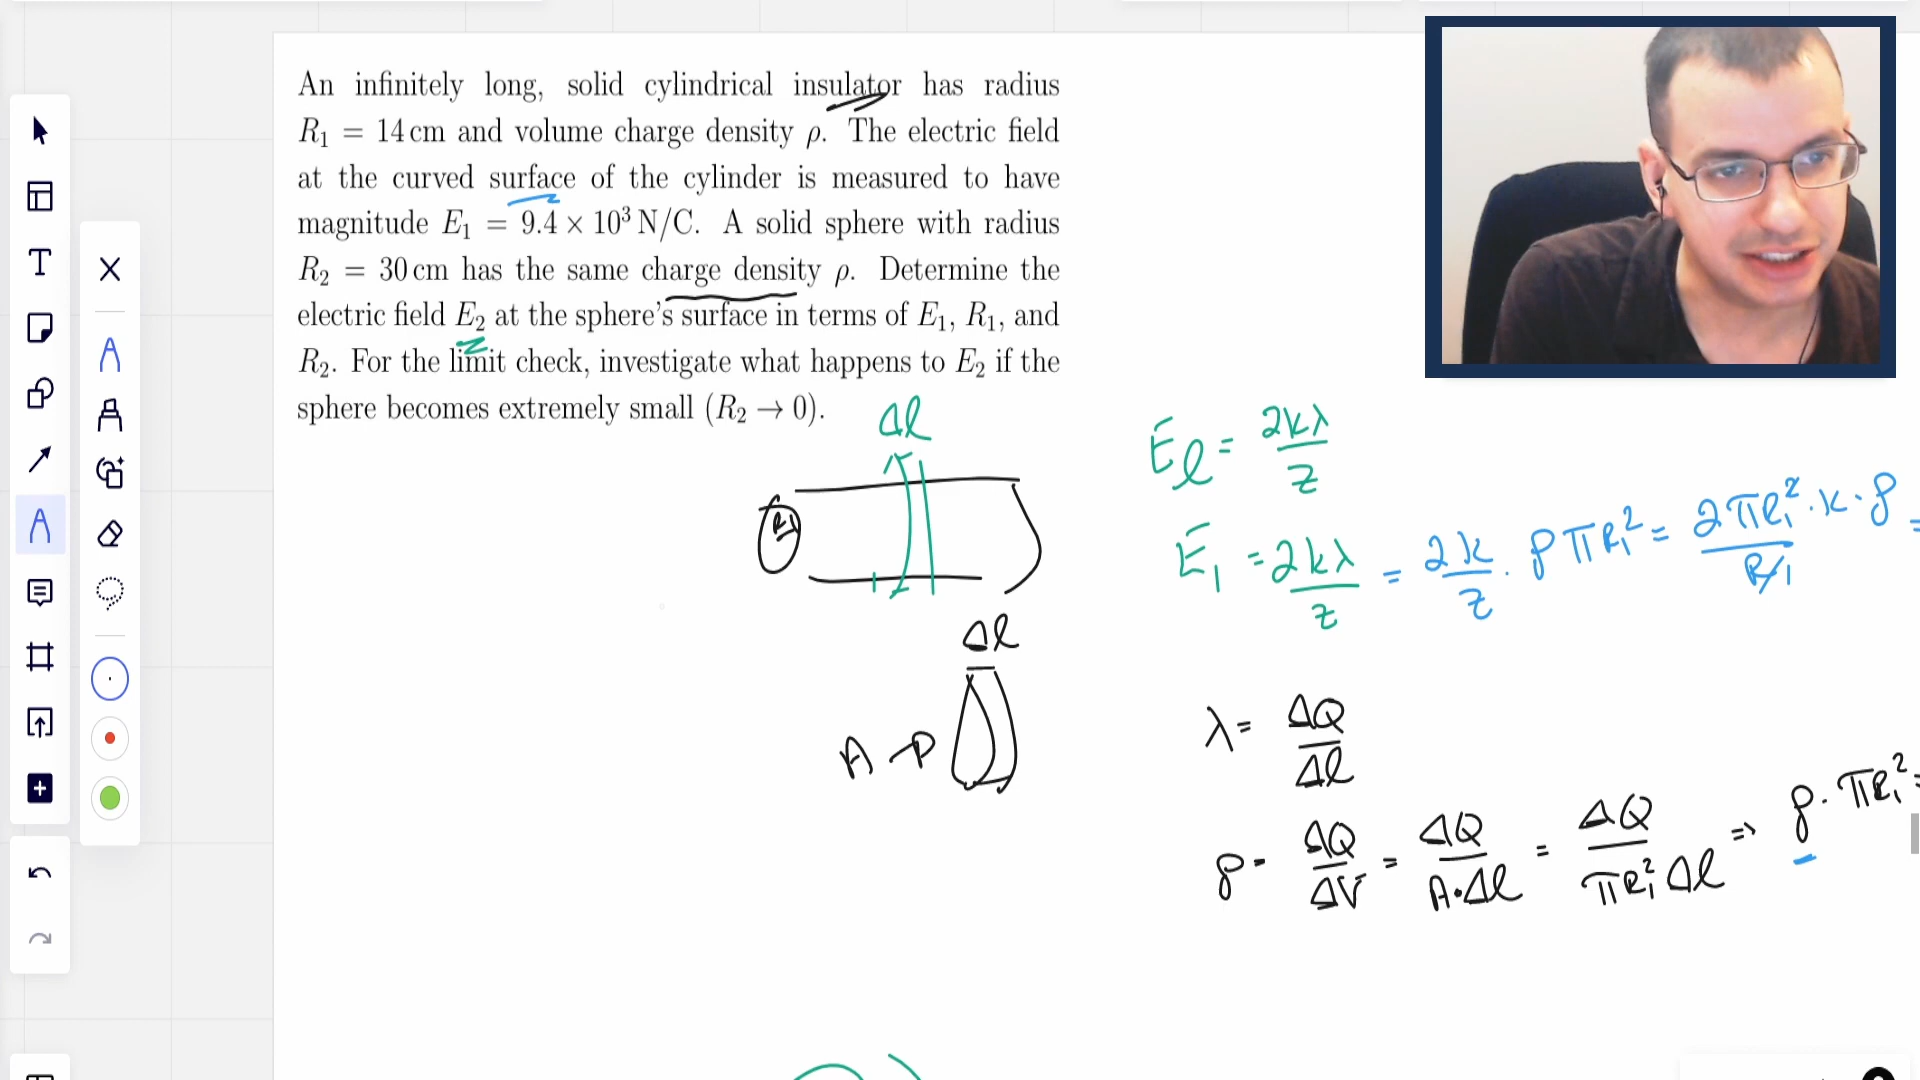 An infinitely long, solid cylindrical insulator has radius
R₁ = 14 cm and volume charge density ρ. The electric field
at the curved surface of the cylinder is measured to have
magnitude E₁ = 9.4 × 10³ N/C. A solid sphere with radius
R₂ = 30 cm has the same charge density ρ. Determine the
electric field E₂ at the sphere's surface in terms of E₁, R₁, and
R₂. For the limit check, investigate what happens to E₂ if the
sphere becomes extremely small (R₂ → 0).
Δl
R₁
Δl
A →
E_l = 2kλ / z
E₁ = 2kλ / z = 2k / z · ρπR₁² = 2πR₁² · k · ρ / R₁ =
λ = ΔQ / Δl
ρ = ΔQ / ΔV = ΔQ / A·Δl = ΔQ / πR₁² Δl ⇒ ρ · πR₁² =
T